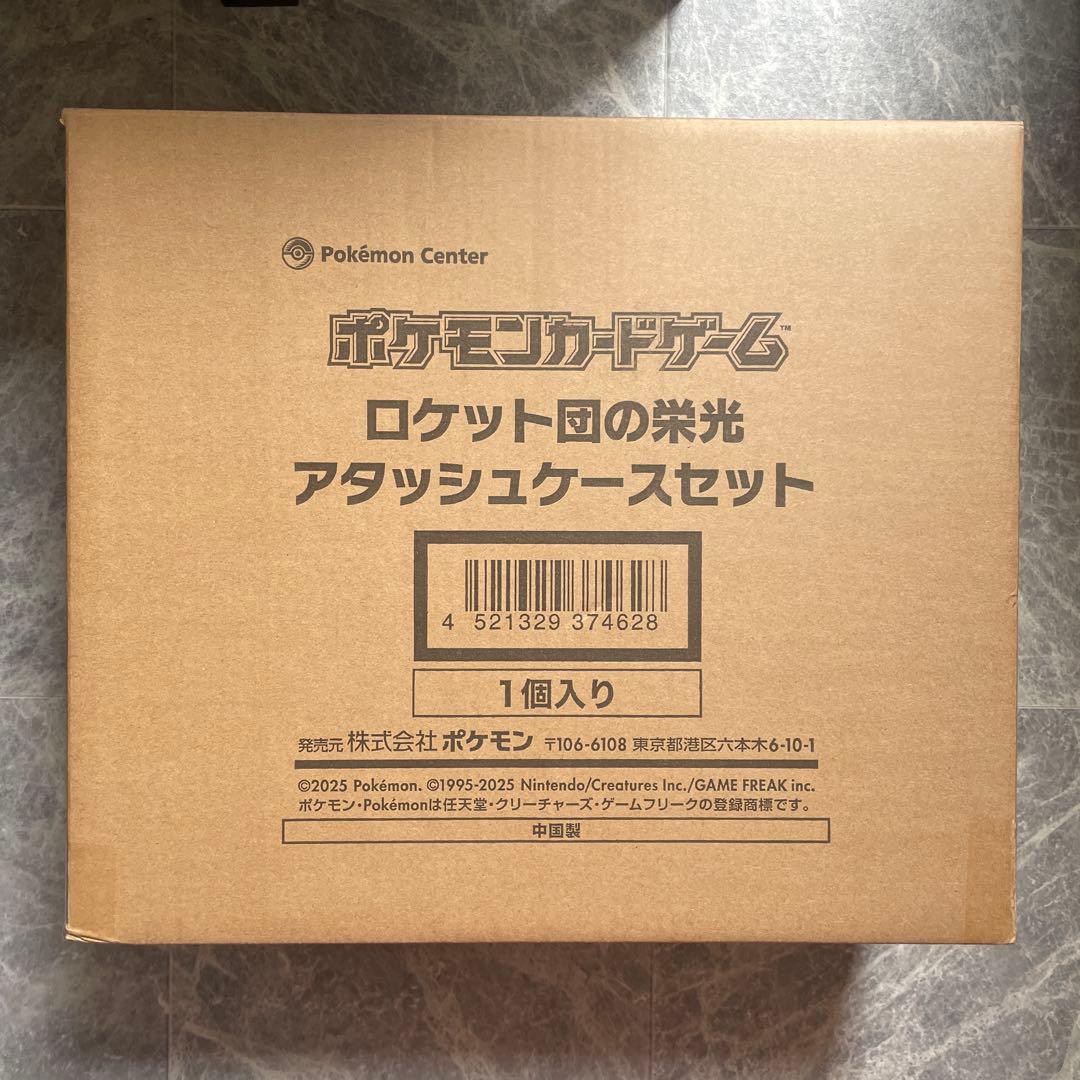 Pokémon Center
ポケモンカードゲーム™
ロケット団の栄光
アタッシュケースセット
4 521329 374628
1個入り
発売元 株式会社 ポケモン 〒106-6108 東京都港区六本木6-10-1
©2025 Pokémon. ©1995-2025 Nintendo/Creatures Inc./GAME FREAK inc.
ポケモン・Pokémonは任天堂・クリーチャーズ・ゲームフリークの登録商標です。
中国製